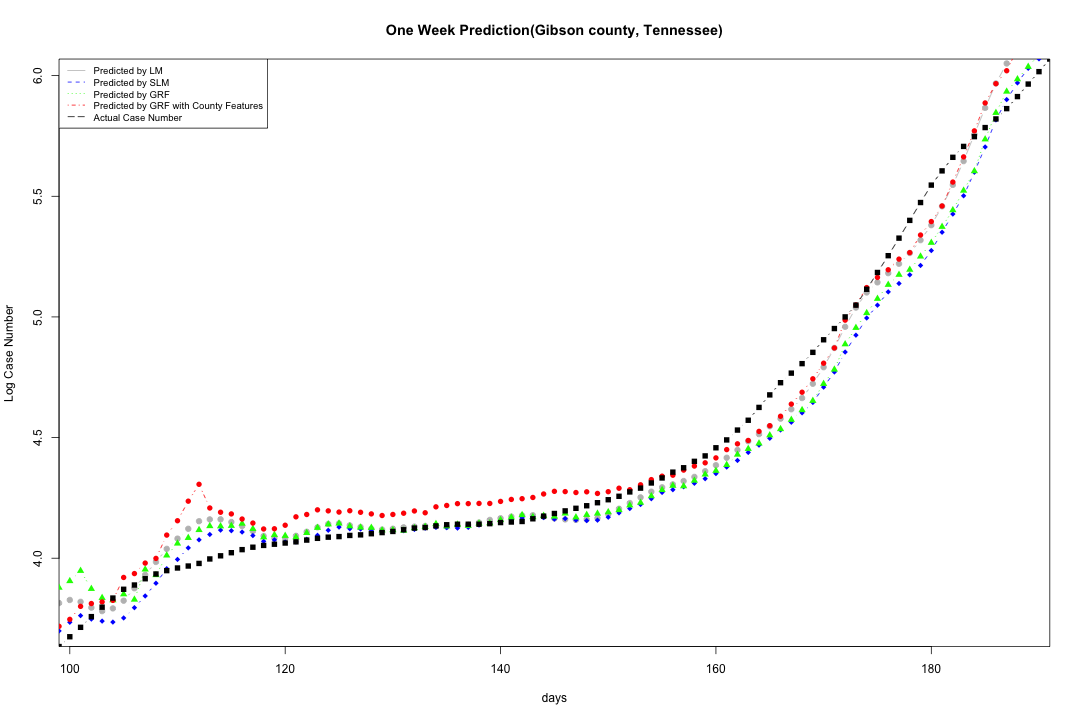 One Week Prediction(Gibson county, Tennessee)
Predicted by LM
Predicted by SLM
Predicted by GRF
Predicted by GRF with County Features
Actual Case Number
6.0
5.5
5.0
4.5
4.0
Log Case Number
100 120 140 160 180
days